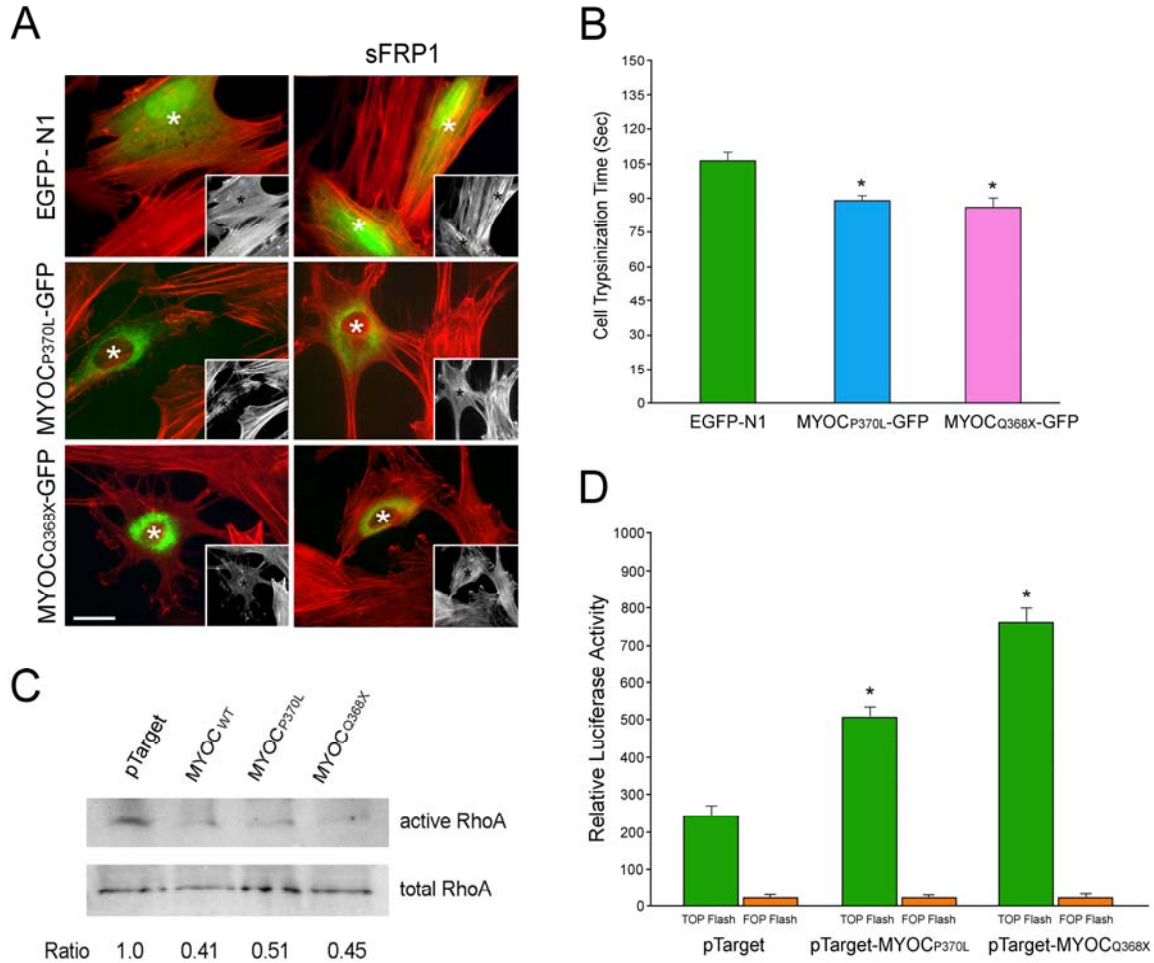 A
sFRP1
EGFP-N1
MYOCP370L-GFP
MYOCQ368X-GFP
* *
*
* *
*
* *
* *
* *
* *
B
Cell Trypsinization Time (Sec)
150
135
120
105
90
75
60
45
30
15
0
* *
EGFP-N1 MYOCP370L-GFP MYOCQ368X-GFP
C
pTarget MYOCWT MYOCP370L MYOCQ368X
active RhoA
total RhoA
Ratio 1.0 0.41 0.51 0.45
D
Relative Luciferase Activity
1000
900
800
700
600
500
400
300
200
100
0
*
*
TOP Flash FOP Flash TOP Flash FOP Flash TOP Flash FOP Flash
pTarget pTarget-MYOCP370L pTarget-MYOCQ368X